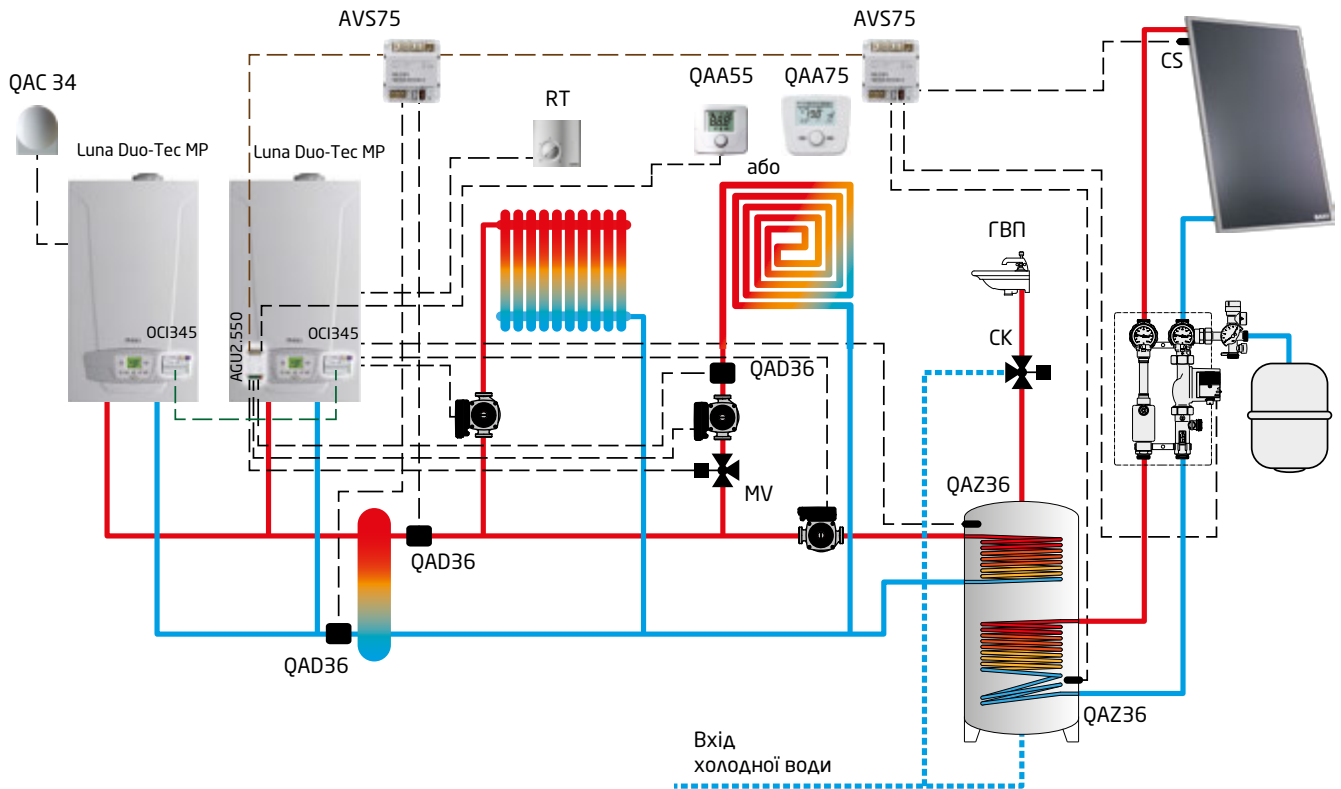 AVS75
AVS75
QAC 34
RT
QAA55
QAA75
CS
Luna Duo-Tec MP
Luna Duo-Tec MP
або
ГВП
OCI345
AGU2.550
OCI345
СК
QAD36
MV
QAZ36
QAD36
QAD36
QAZ36
Вхід
холодної води